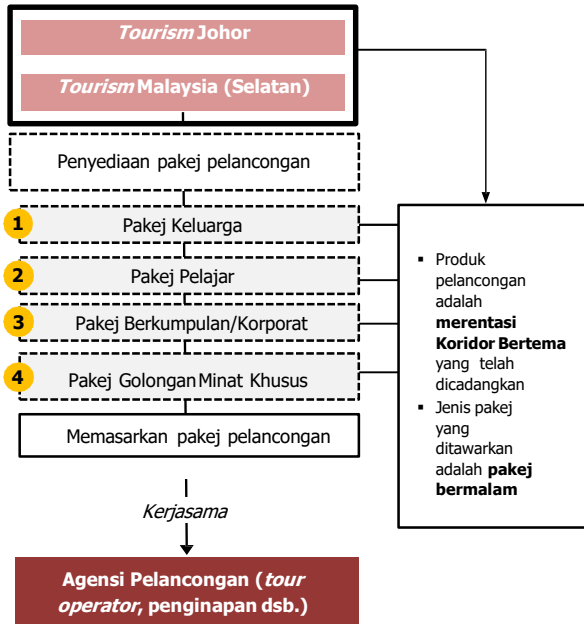 Tourism Johor
Tourism Malaysia (Selatan)
Penyediaan pakej pelancongan
1
Pakej Keluarga
2
Pakej Pelajar
3
Pakej Berkumpulan/Korporat
4
Pakej Golongan Minat Khusus
Memasarkan pakej pelancongan
▪ Produk
pelancongan
adalah
merentasi
Koridor Bertema
yang telah
dicadangkan
▪ Jenis pakej
yang
ditawarkan
adalah pakej
bermalam
Kerjasama
Agensi Pelancongan (tour
operator, penginapan dsb.)